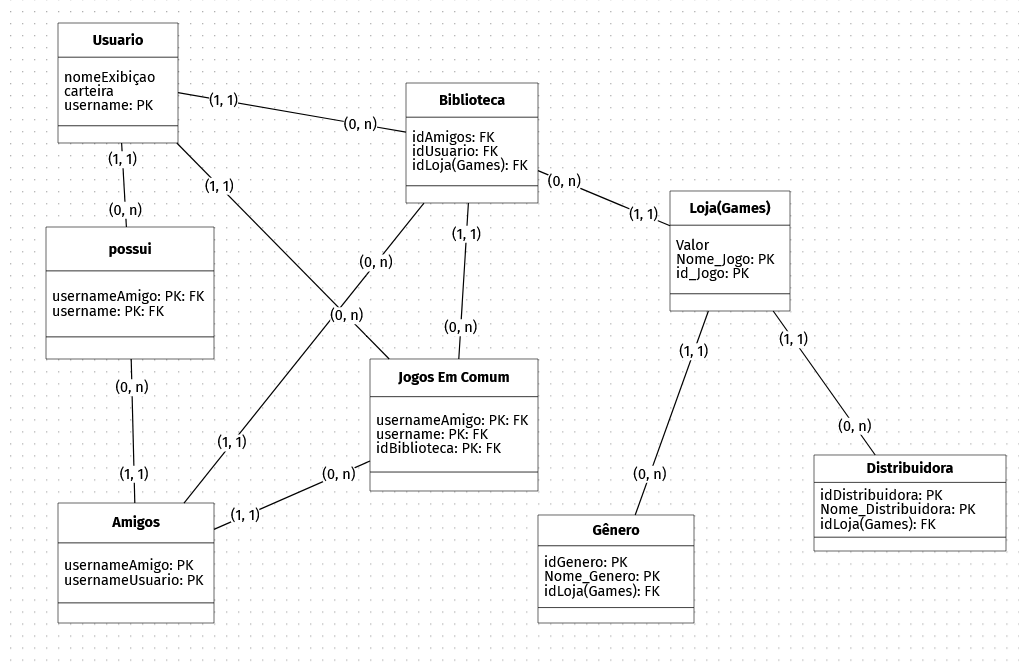 Usuario
nomeExibiçao
carteira
username: PK
(1, 1)
(0, n)
Biblioteca
idAmigos: FK
idUsuario: FK
idLoja(Games): FK
(1, 1)
(0, n)
(1, 1)
(0, n)
(1, 1)
Loja(Games)
Valor
Nome_Jogo: PK
id_Jogo: PK
possui
usernameAmigo: PK: FK
username: PK: FK
(0, n)
(1, 1)
(0, n)
(0, n)
(1, 1)
(1, 1)
Jogos Em Comum
usernameAmigo: PK: FK
username: PK: FK
idBiblioteca: PK: FK
(0, n)
(1, 1)
(0, n)
(1, 1)
(0, n)
(1, 1)
(0, n)
(0, n)
Amigos
usernameAmigo: PK
usernameUsuario: PK
Gênero
idGenero: PK
Nome_Genero: PK
idLoja(Games): FK
Distribuidora
idDistribuidora: PK
Nome_Distribuidora: PK
idLoja(Games): FK